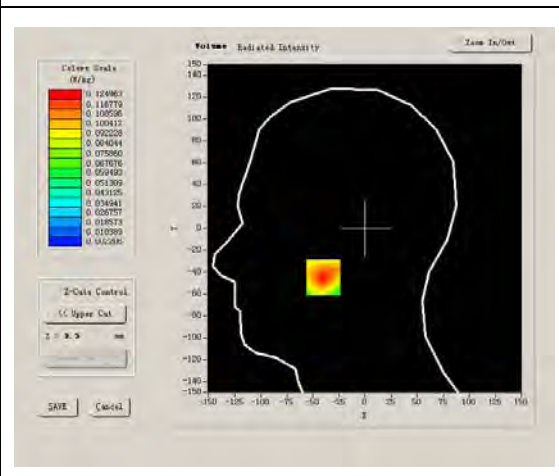 Volume Radiated Intensity
Zoom In/Out
Colors Scale
(W/kg)
0.124963
0.116779
0.108596
0.100412
0.092228
0.084044
0.075860
0.067676
0.059493
0.051309
0.043125
0.034941
0.026757
0.018573
0.010389
150
140
120
100
80
60
40
20
0
-20
-40
-60
-80
-100
-120
-140
-150
Y
-150 -125 -100 -75 -50 -25 0 25 50 75 100 125 150
X
Z-Cuts Control
<< Upper Cut
mm
SAVE
Cancel